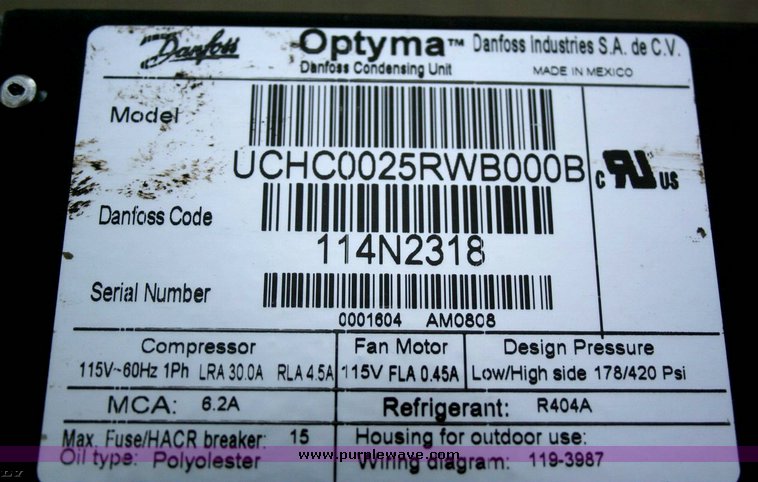 Danfoss Optyma™ Danfoss Industries S.A. de C.V.
Danfoss Condensing Unit MADE IN MEXICO
Model
UCHC0025RWB000B
c RU US
Danfoss Code
114N2318
Serial Number
0001604 AM0808
Compressor Fan Motor Design Pressure
115V~60Hz 1Ph LRA 30.0A RLA 4.5A 115V FLA 0.45A Low/High side 178/420 Psi
MCA: 6.2A Refrigerant: R404A
Max. Fuse/HACR breaker: 15 Housing for outdoor use:
www.purplewave.com
Oil type: Polyolester Wiring diagram: 119-3987
LV